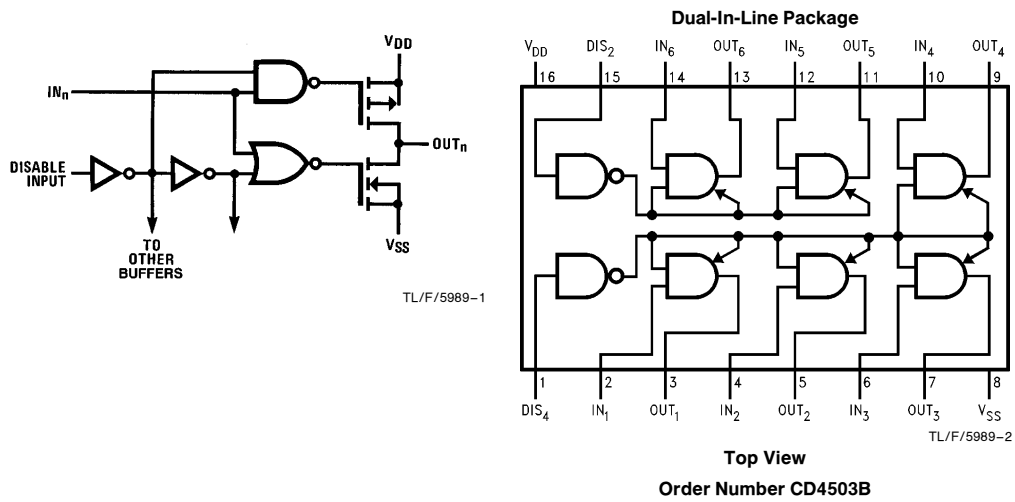 V_DD
IN_n
OUT_n
DISABLE
INPUT
V_SS
TO
OTHER
BUFFERS
TL/F/5989–1
Dual-In-Line Package
V_DD DIS_2 IN_6 OUT_6 IN_5 OUT_5 IN_4 OUT_4
16 15 14 13 12 11 10 9
1 2 3 4 5 6 7 8
DIS_4 IN_1 OUT_1 IN_2 OUT_2 IN_3 OUT_3 V_SS
TL/F/5989–2
Top View
Order Number CD4503B